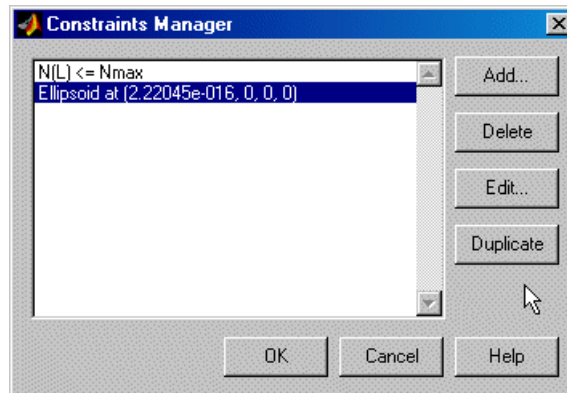 Constraints Manager
N(L) <= Nmax
Ellipsoid at (2.22045e-016, 0, 0, 0)
Add...
Delete
Edit...
Duplicate
OK
Cancel
Help